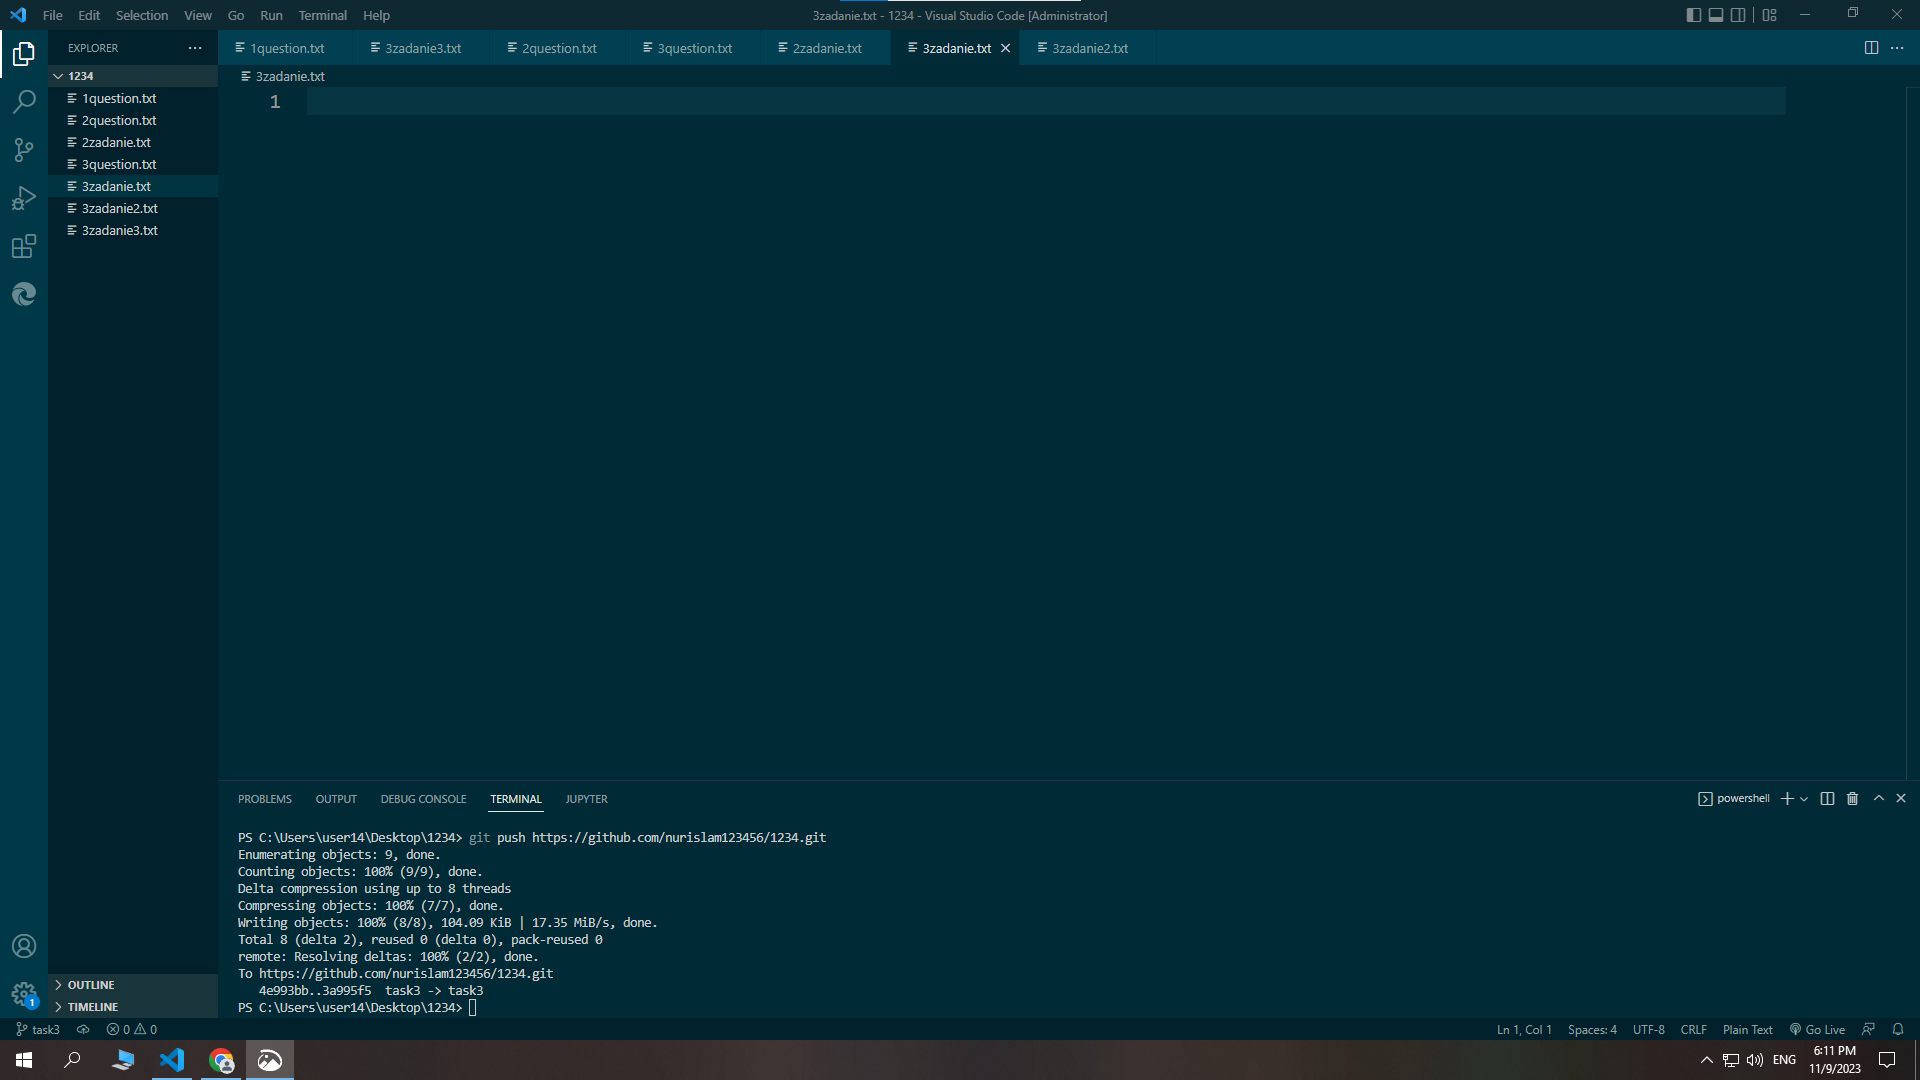 File Edit Selection View Go Run Terminal Help
3zadanie.txt - 1234 - Visual Studio Code [Administrator]
EXPLORER
1question.txt 3zadanie3.txt 2question.txt 3question.txt 2zadanie.txt 3zadanie.txt 3zadanie2.txt
1234
1question.txt
2question.txt
2zadanie.txt
3question.txt
3zadanie.txt
3zadanie2.txt
3zadanie3.txt
OUTLINE
TIMELINE
3zadanie.txt
1
PROBLEMS OUTPUT DEBUG CONSOLE TERMINAL JUPYTER
powershell
PS C:\Users\user14\Desktop\1234> git push https://github.com/nurislam123456/1234.git
Enumerating objects: 9, done.
Counting objects: 100% (9/9), done.
Delta compression using up to 8 threads
Compressing objects: 100% (7/7), done.
Writing objects: 100% (8/8), 104.09 KiB | 17.35 MiB/s, done.
Total 8 (delta 2), reused 0 (delta 0), pack-reused 0
remote: Resolving deltas: 100% (2/2), done.
To https://github.com/nurislam123456/1234.git
4e993bb..3a995f5 task3 -> task3
PS C:\Users\user14\Desktop\1234>
1
task3 0 0
Ln 1, Col 1 Spaces: 4 UTF-8 CRLF Plain Text Go Live
ENG
6:11 PM
11/9/2023